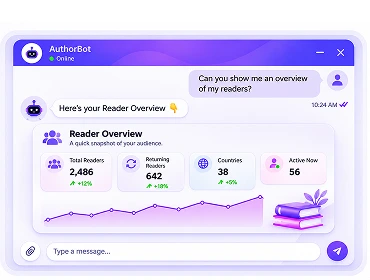 AuthorBot
Online
Can you show me an overview
of my readers?
10:24 AM
Here's your Reader Overview 👇
Reader Overview
A quick snapshot of your audience.
Total Readers
2,486
+12%
Returning
Readers
642
+18%
Countries
38
+5%
Active Now
56
Type a message...